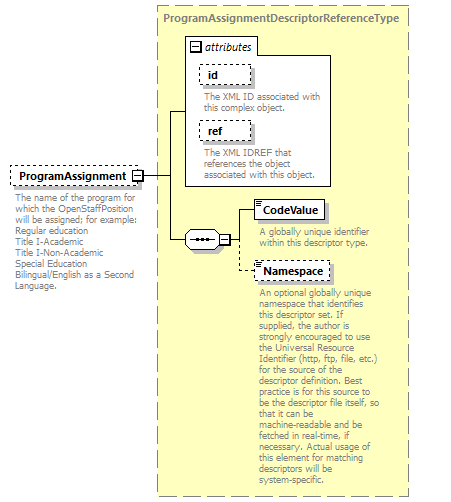 ProgramAssignmentDescriptorReferenceType
attributes
id
The XML ID associated with
this complex object.
ref
The XML IDREF that
references the object
associated with this object.
ProgramAssignment
The name of the program for
which the OpenStaffPosition
will be assigned; for example:
Regular education
Title I-Academic
Title I-Non-Academic
Special Education
Bilingual/English as a Second
Language.
CodeValue
A globally unique identifier
within this descriptor type.
Namespace
An optional globally unique
namespace that identifies
this descriptor set. If
supplied, the author is
strongly encouraged to use
the Universal Resource
Identifier (http, ftp, file, etc.)
for the source of the
descriptor definition. Best
practice is for this source to
be the descriptor file itself, so
that it can be
machine-readable and be
fetched in real-time, if
necessary. Actual usage of
this element for matching
descriptors will be
system-specific.